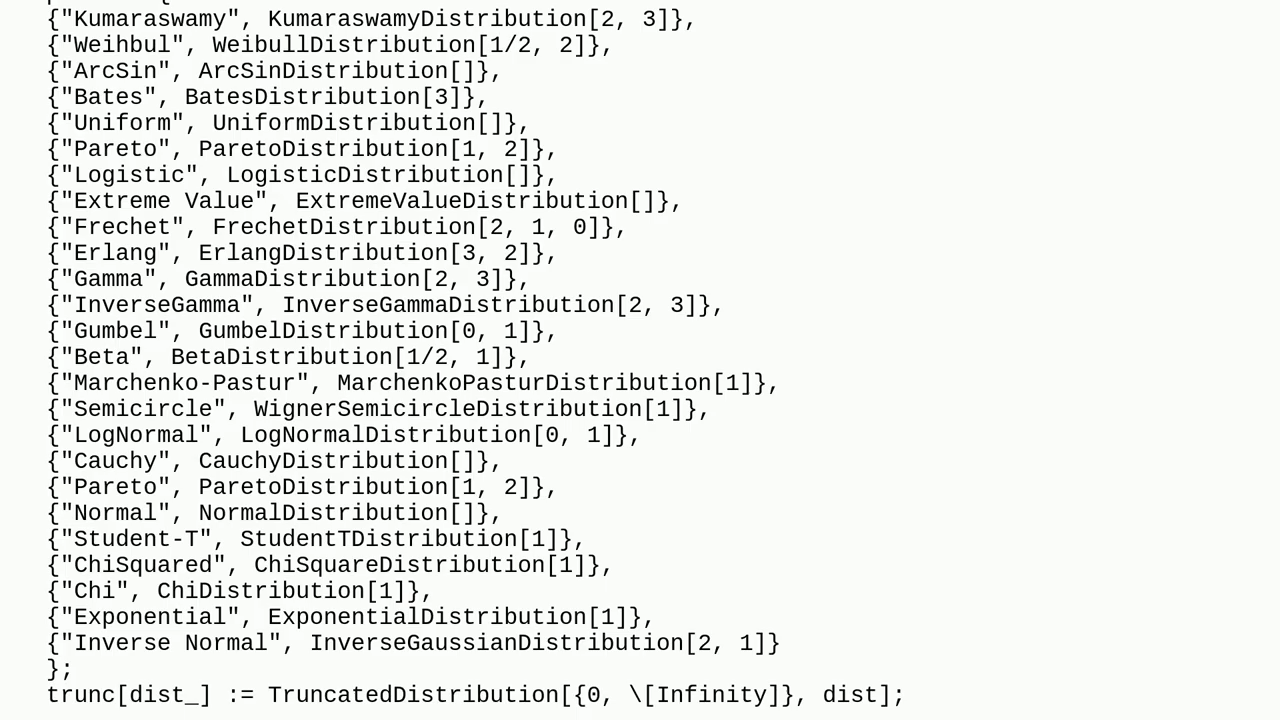 {"Kumaraswamy", KumaraswamyDistribution[2, 3]},
{"Weihbul", WeibullDistribution[1/2, 2]},
{"ArcSin", ArcSinDistribution[]},
{"Bates", BatesDistribution[3]},
{"Uniform", UniformDistribution[]},
{"Pareto", ParetoDistribution[1, 2]},
{"Logistic", LogisticDistribution[]},
{"Extreme Value", ExtremeValueDistribution[]},
{"Frechet", FrechetDistribution[2, 1, 0]},
{"Erlang", ErlangDistribution[3, 2]},
{"Gamma", GammaDistribution[2, 3]},
{"InverseGamma", InverseGammaDistribution[2, 3]},
{"Gumbel", GumbelDistribution[0, 1]},
{"Beta", BetaDistribution[1/2, 1]},
{"Marchenko-Pastur", MarchenkoPasturDistribution[1]},
{"Semicircle", WignerSemicircleDistribution[1]},
{"LogNormal", LogNormalDistribution[0, 1]},
{"Cauchy", CauchyDistribution[]},
{"Pareto", ParetoDistribution[1, 2]},
{"Normal", NormalDistribution[]},
{"Student-T", StudentTDistribution[1]},
{"ChiSquared", ChiSquareDistribution[1]},
{"Chi", ChiDistribution[1]},
{"Exponential", ExponentialDistribution[1]},
{"Inverse Normal", InverseGaussianDistribution[2, 1]}
};
trunc[dist_] := TruncatedDistribution[{0, \[Infinity]}, dist];